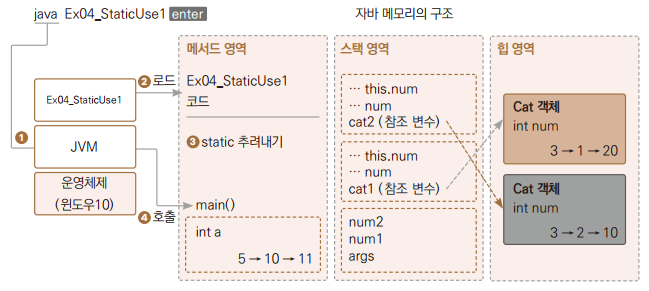 java Ex04_StaticUse1 enter
자바 메모리의 구조
Ex04_StaticUse1
❶
JVM
운영체제
(윈도우10)
❷ 로드
❹ 호출
메서드 영역
Ex04_StaticUse1
코드
❸ static 추려내기
main()
int a
5 → 10 → 11
스택 영역
··· this.num
··· num
cat2 (참조 변수)
··· this.num
··· num
cat1 (참조 변수)
num2
num1
args
힙 영역
Cat 객체
int num
3 → 1 → 20
Cat 객체
int num
3 → 2 → 10